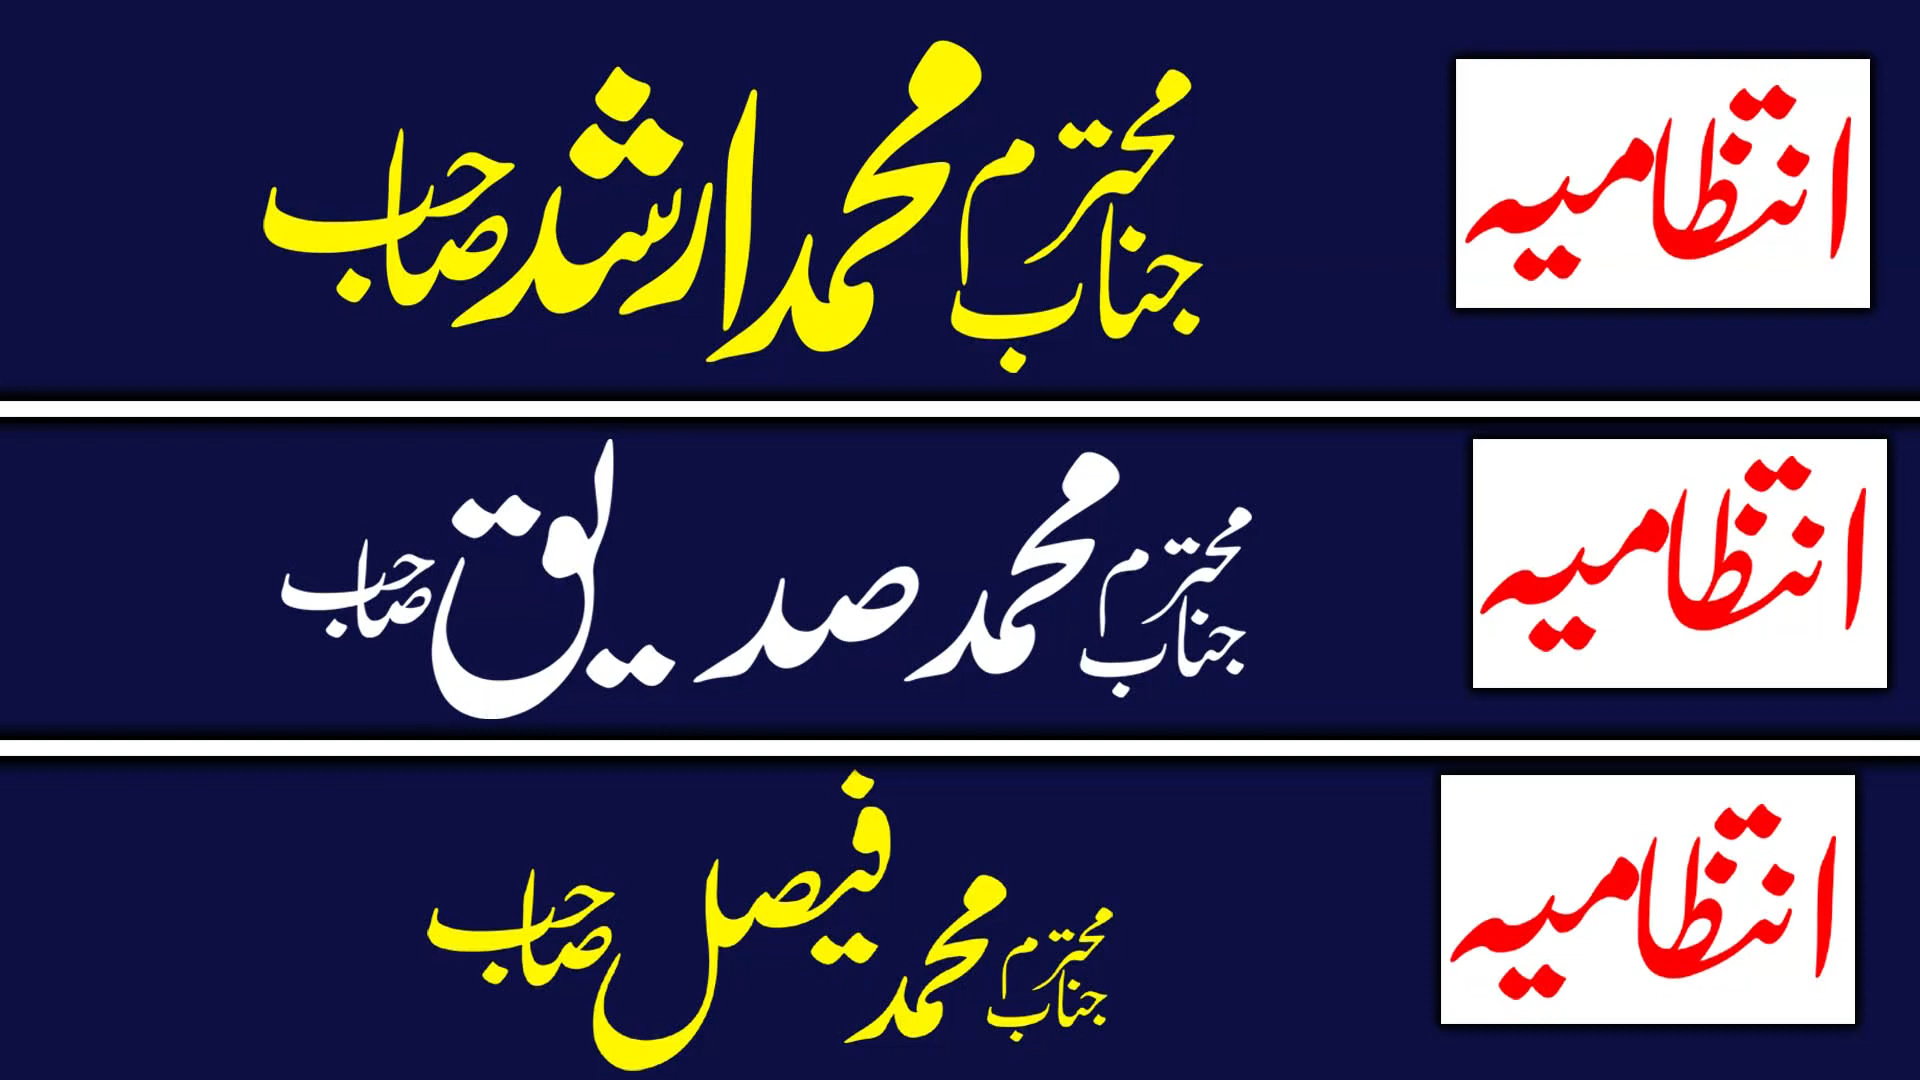 انتظامیہ
محترم جناب محمد ارشد صاحب
انتظامیہ
محترم جناب محمد صدیق صاحب
انتظامیہ
محترم جناب محمد فیصل صاحب